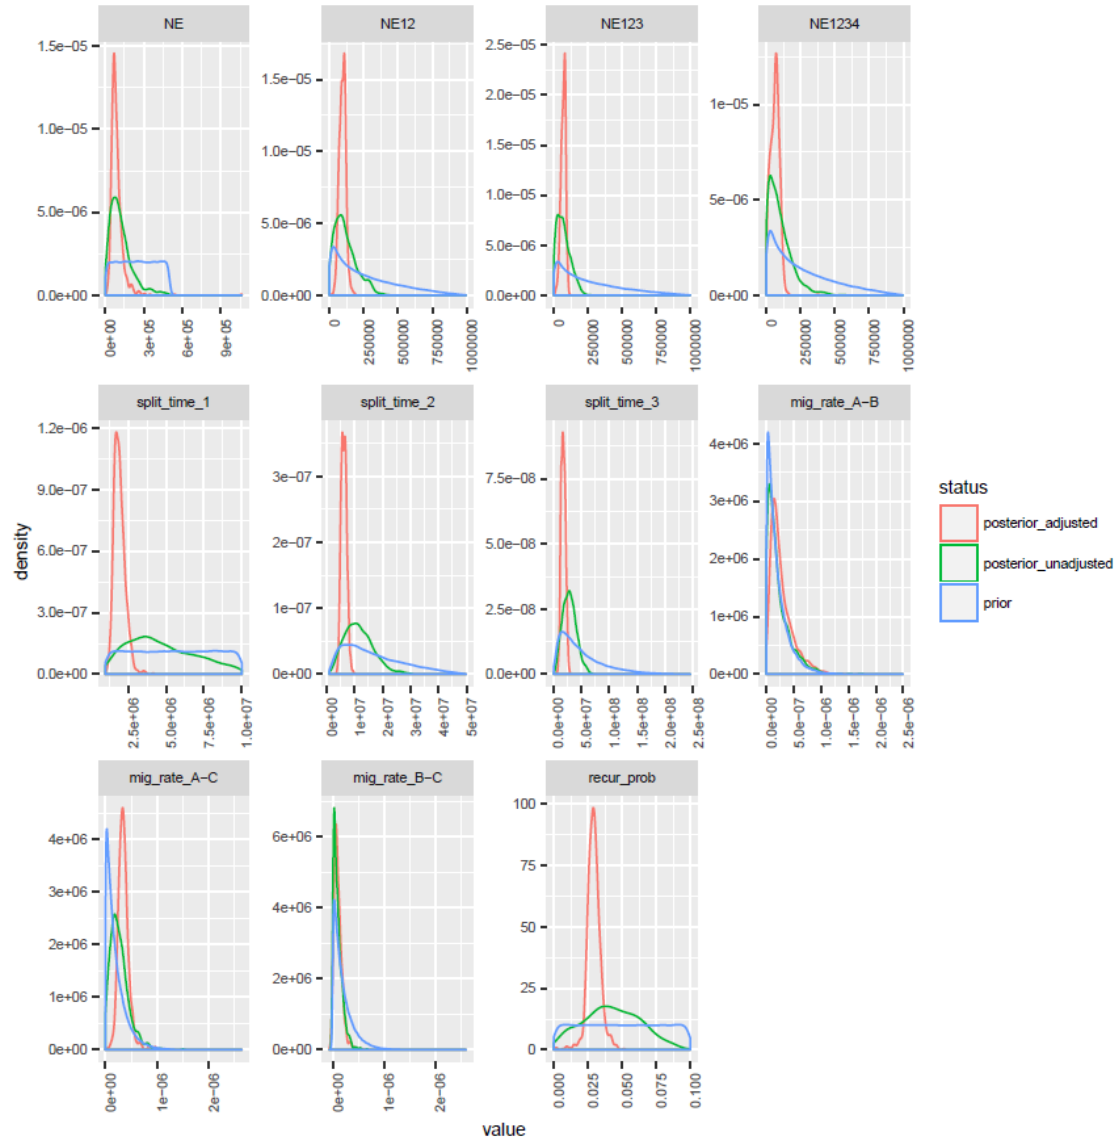 NE
NE12
NE123
NE1234
1.5e−05
1.0e−05
5.0e−06
0.0e+00
0e+00
3e+05
6e+05
9e+05
1.5e−05
1.0e−05
5.0e−06
0.0e+00
0
250000
500000
750000
1000000
2.5e−05
2.0e−05
1.5e−05
1.0e−05
5.0e−06
0.0e+00
0
250000
500000
750000
1000000
1e−05
5e−06
0e+00
0
250000
500000
750000
1000000
split_time_1
split_time_2
split_time_3
mig_rate_A−B
1.2e−06
9.0e−07
6.0e−07
3.0e−07
0.0e+00
2.5e+06
5.0e+06
7.5e+06
1.0e+07
3e−07
2e−07
1e−07
0e+00
0e+00
1e+07
2e+07
3e+07
4e+07
5e+07
7.5e−08
5.0e−08
2.5e−08
0.0e+00
0.0e+00
5.0e+07
1.0e+08
1.5e+08
2.0e+08
2.5e+08
4e+06
3e+06
2e+06
1e+06
0e+00
0.0e+00
5.0e−07
1.0e−06
1.5e−06
2.0e−06
2.5e−06
mig_rate_A−C
mig_rate_B−C
recur_prob
4e+06
3e+06
2e+06
1e+06
0e+00
0e+00
1e−06
2e−06
6e+06
4e+06
2e+06
0e+00
0e+00
1e−06
2e−06
100
75
50
25
0
0.000
0.025
0.050
0.075
0.100
density
value
status
posterior_adjusted
posterior_unadjusted
prior